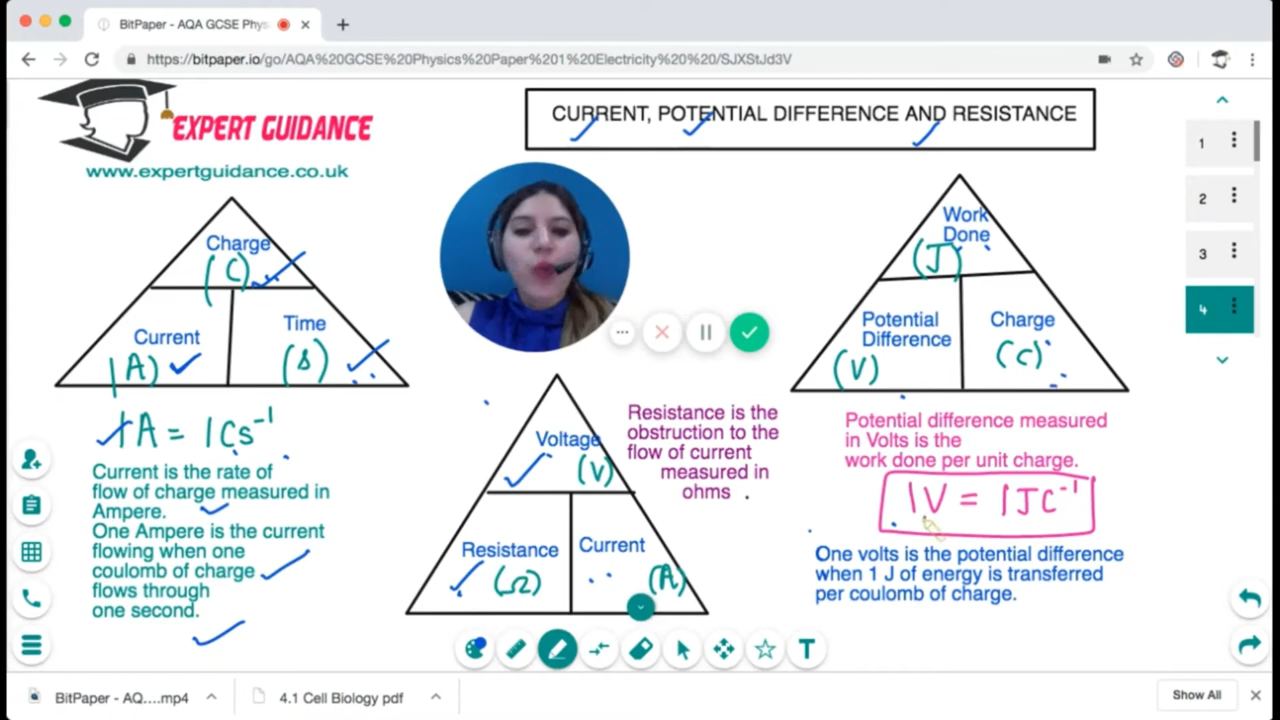 BitPaper - AQA GCSE Phys
https://bitpaper.io/go/AQA%20GCSE%20Physics%20Paper%201%20Electricity%20%20/SJXStJd3V
EXPERT GUIDANCE
www.expertguidance.co.uk
CURRENT, POTENTIAL DIFFERENCE AND RESISTANCE
1
2
3
4
Charge
(C)
Current
(A)
Time
(s)
1A = 1Cs⁻¹
Current is the rate of
flow of charge measured in
Ampere.
One Ampere is the current
flowing when one
coulomb of charge
flows through
one second.
Voltage
(V)
Resistance
(Ω)
Current
(A)
Resistance is the
obstruction to the
flow of current
measured in
ohms .
Work
Done
(J)
Potential
Difference
(V)
Charge
(C)
Potential difference measured
in Volts is the
work done per unit charge.
1V = 1JC⁻¹
One volts is the potential difference
when 1 J of energy is transferred
per coulomb of charge.
T
BitPaper - AQ....mp4
4.1 Cell Biology pdf
Show All